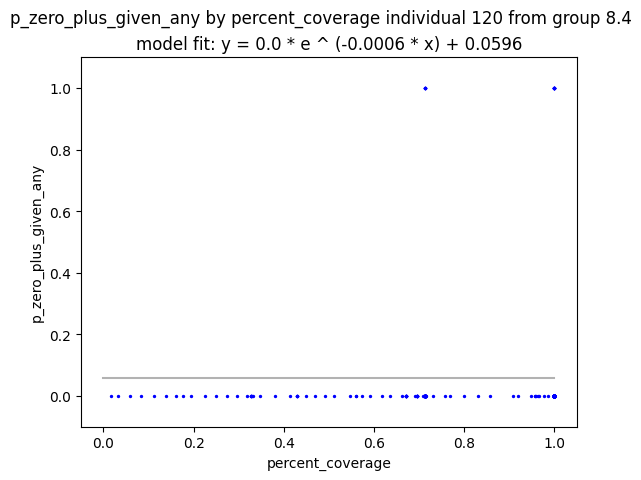 p_zero_plus_given_any by percent_coverage individual 120 from group 8.4
model fit: y = 0.0 * e ^ (-0.0006 * x) + 0.0596
1.0
0.8
0.6
0.4
0.2
0.0
p_zero_plus_given_any
0.0 0.2 0.4 0.6 0.8 1.0
percent_coverage